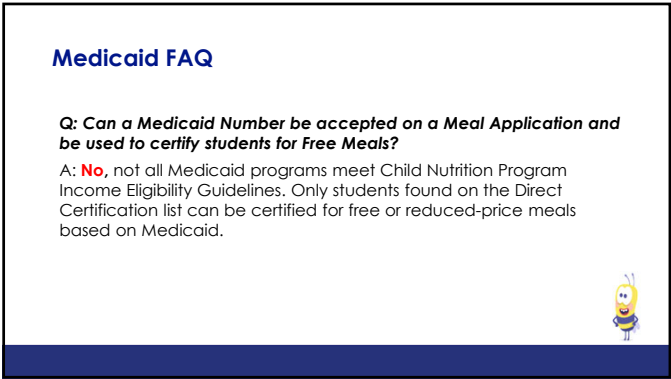 Medicaid FAQ
Q: Can a Medicaid Number be accepted on a Meal Application and
be used to certify students for Free Meals?
A: No, not all Medicaid programs meet Child Nutrition Program
Income Eligibility Guidelines. Only students found on the Direct
Certification list can be certified for free or reduced-price meals
based on Medicaid.